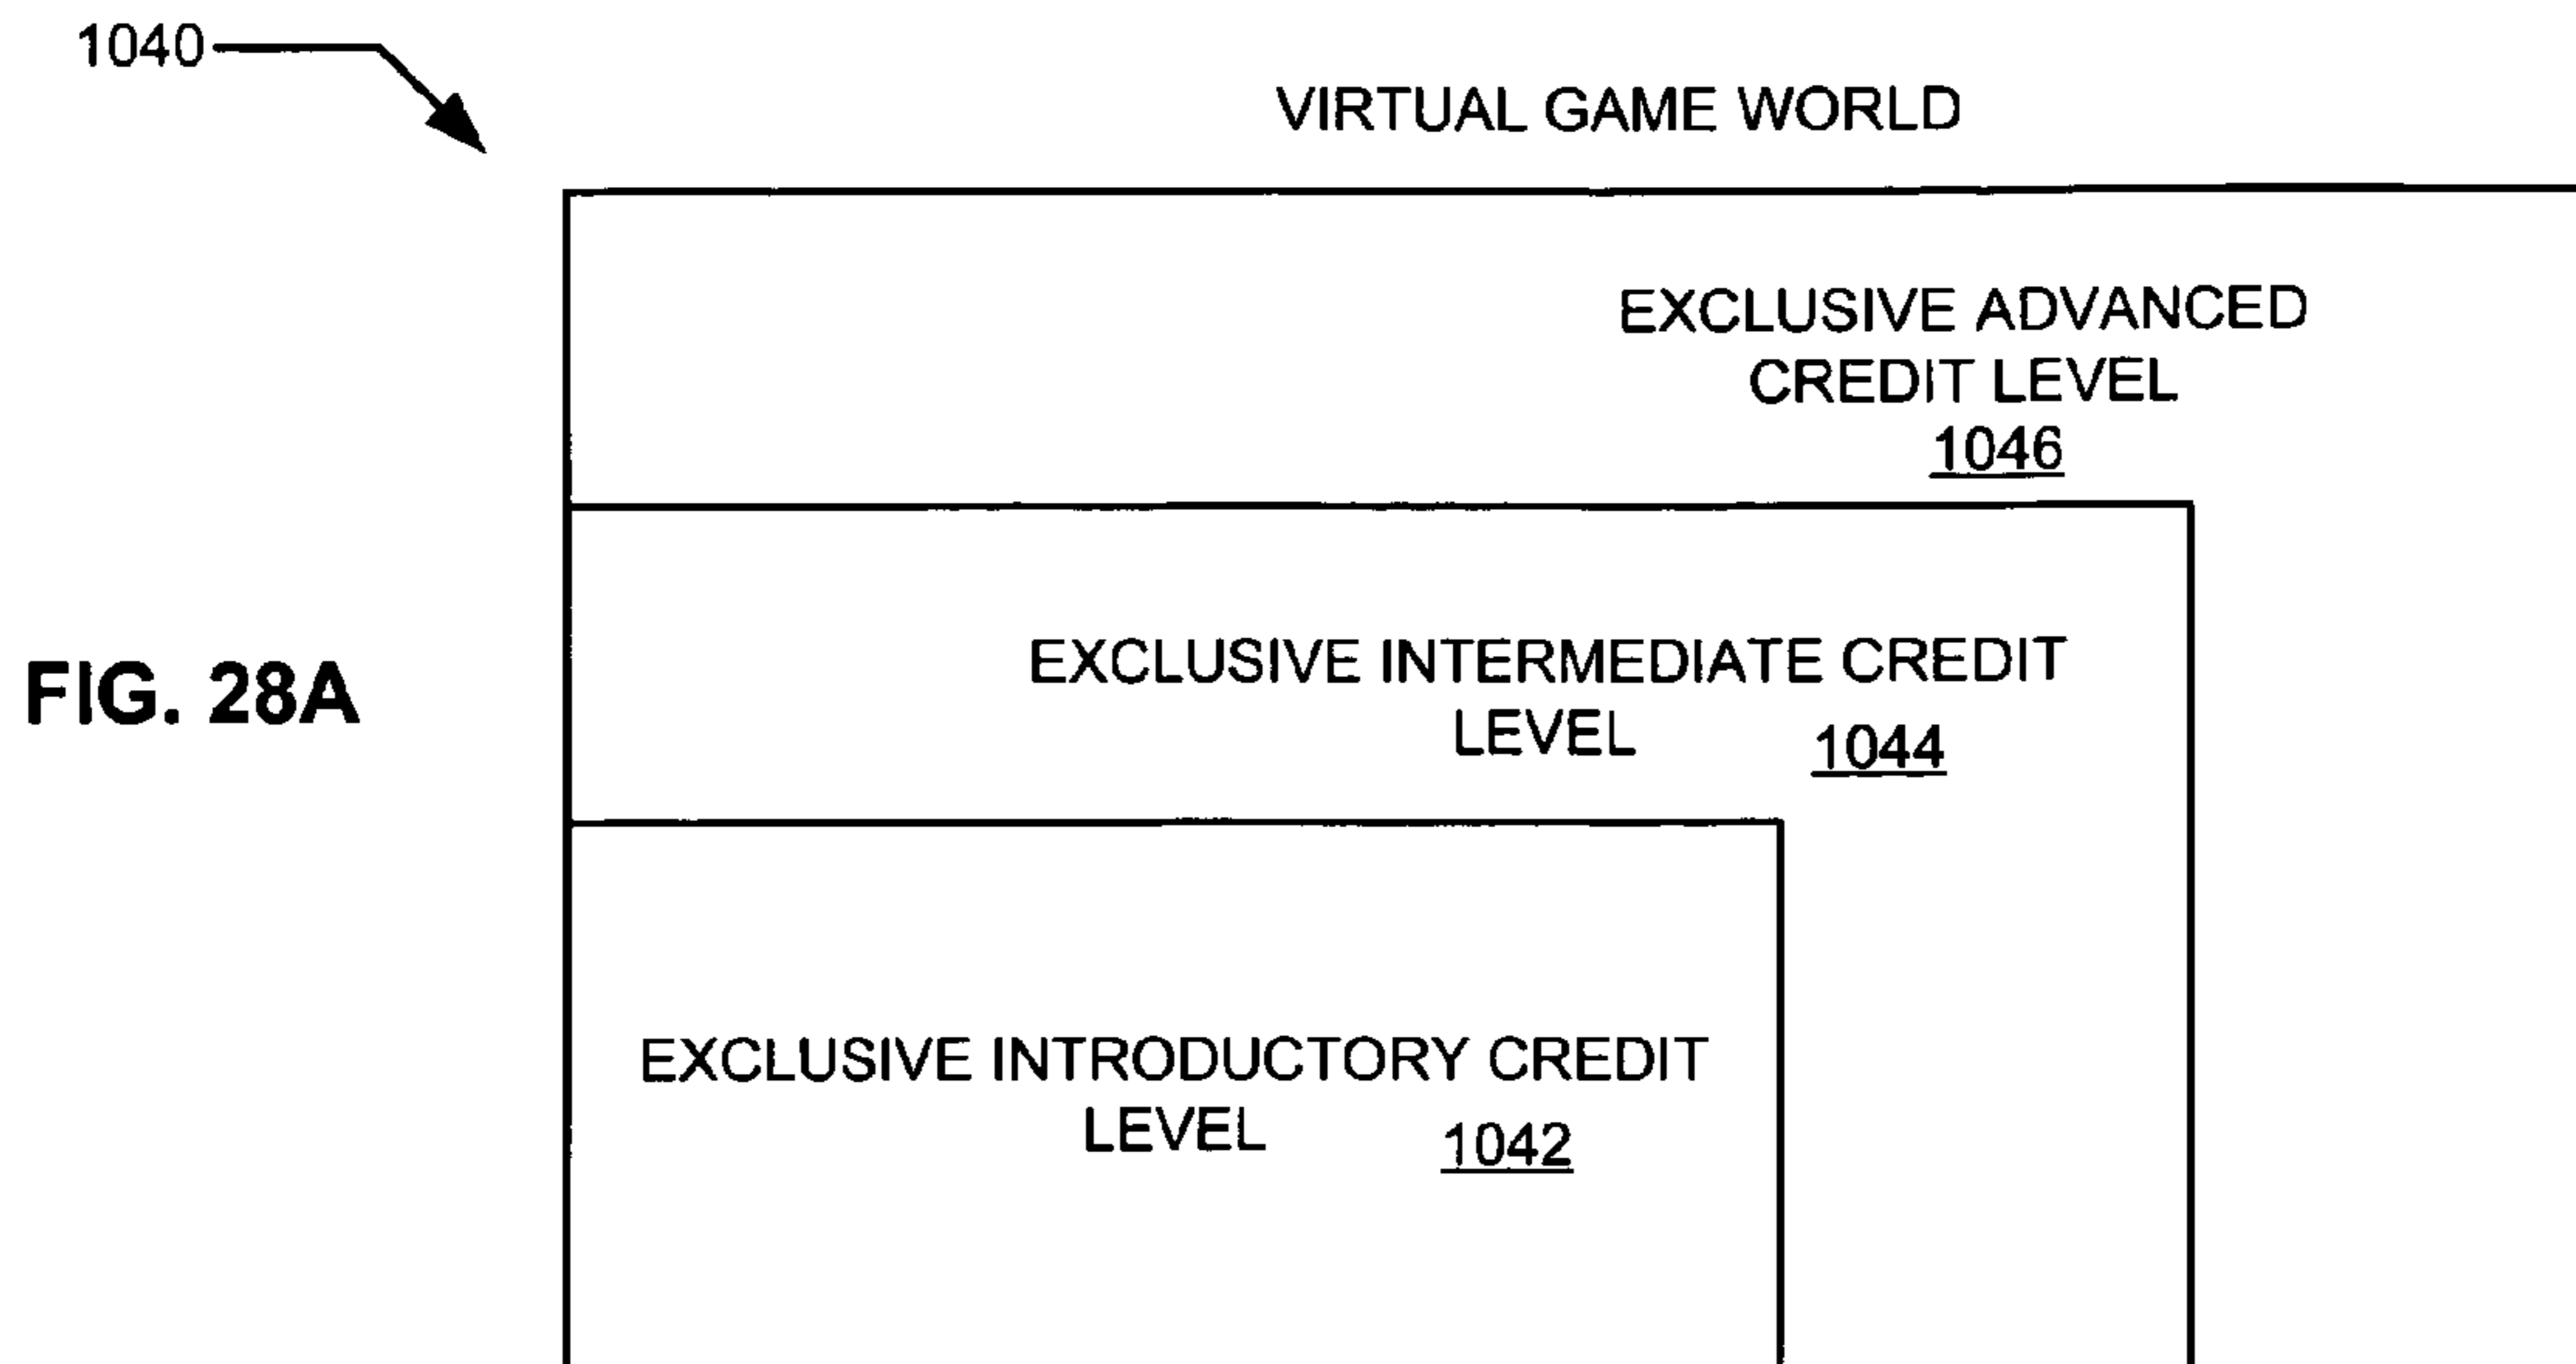 1040
VIRTUAL GAME WORLD
EXCLUSIVE ADVANCED
CREDIT LEVEL
1046
EXCLUSIVE INTERMEDIATE CREDIT
LEVEL 1044
FIG. 28A
EXCLUSIVE INTRODUCTORY CREDIT
LEVEL 1042